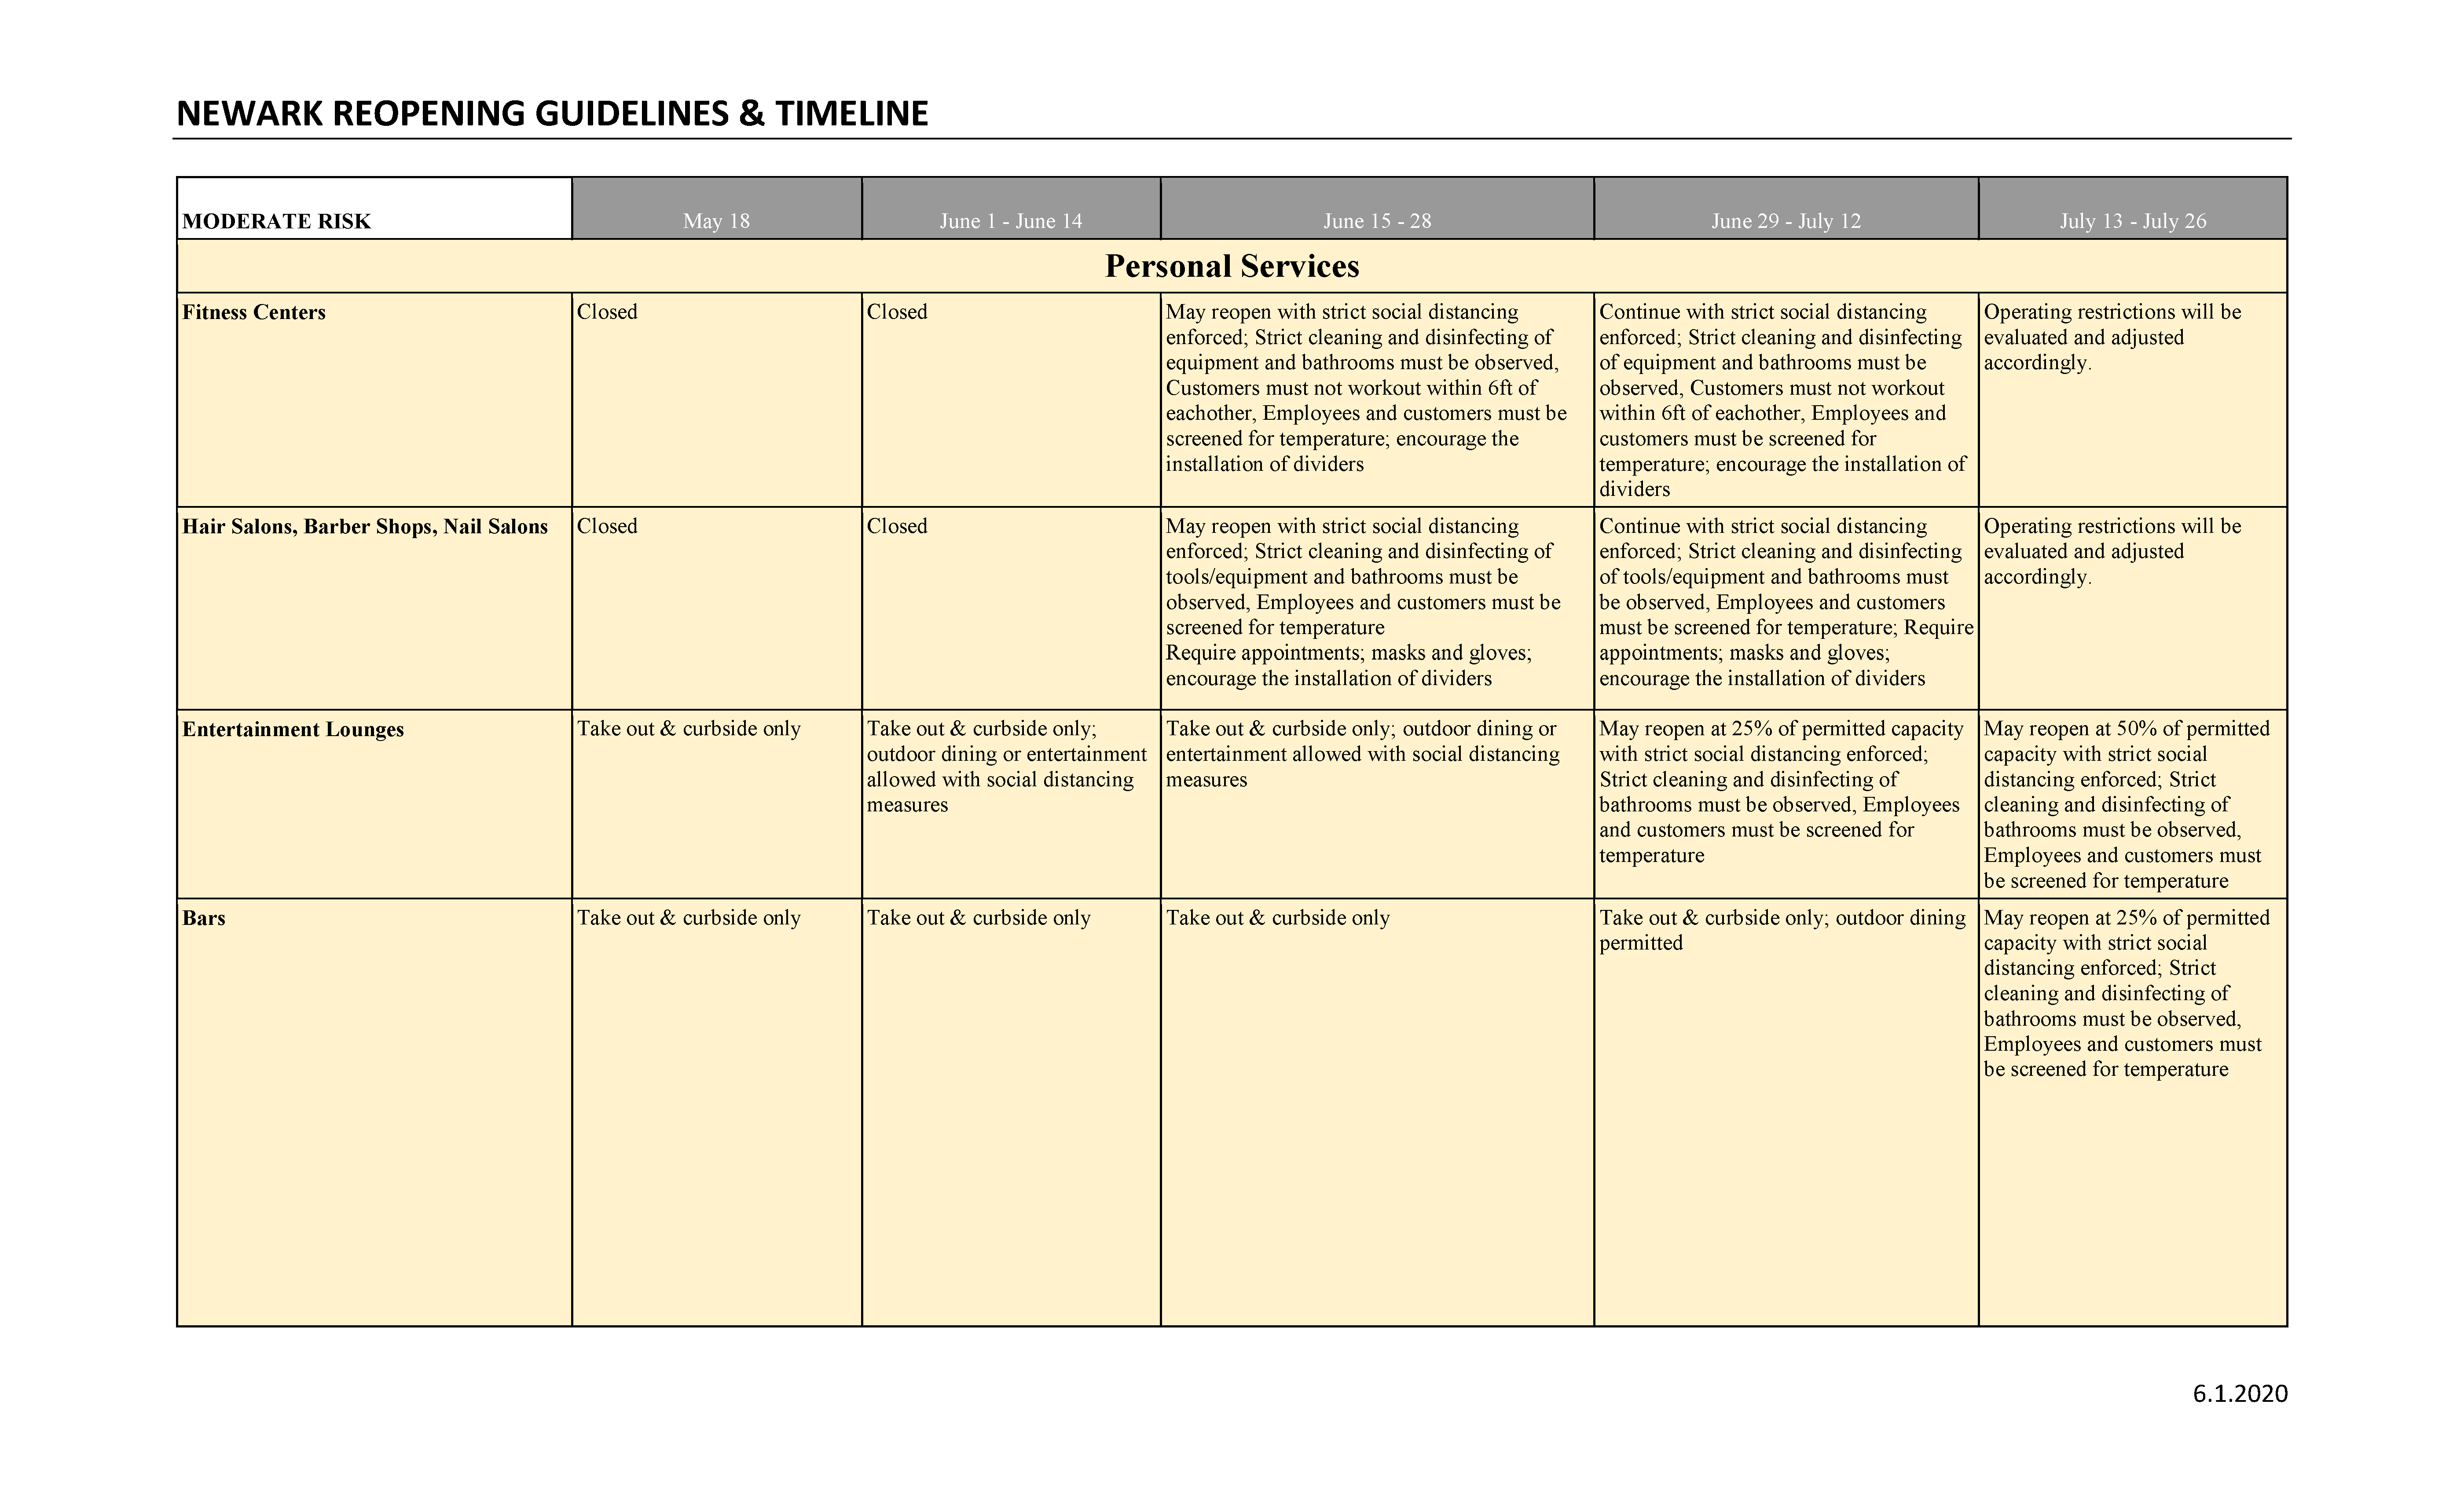 NEWARK REOPENING GUIDELINES & TIMELINE
MODERATE RISK
May 18
June 1 - June 14
June 15 - 28
June 29 - July 12
July 13 - July 26
Personal Services
Fitness Centers
Closed
Closed
May reopen with strict social distancing
enforced; Strict cleaning and disinfecting of
equipment and bathrooms must be observed,
Customers must not workout within 6ft of
eachother, Employees and customers must be
screened for temperature; encourage the
installation of dividers
Continue with strict social distancing
enforced; Strict cleaning and disinfecting
of equipment and bathrooms must be
observed, Customers must not workout
within 6ft of eachother, Employees and
customers must be screened for
temperature; encourage the installation of
dividers
Operating restrictions will be
evaluated and adjusted
accordingly.
Hair Salons, Barber Shops, Nail Salons
Closed
Closed
May reopen with strict social distancing
enforced; Strict cleaning and disinfecting of
tools/equipment and bathrooms must be
observed, Employees and customers must be
screened for temperature
Require appointments; masks and gloves;
encourage the installation of dividers
Continue with strict social distancing
enforced; Strict cleaning and disinfecting
of tools/equipment and bathrooms must
be observed, Employees and customers
must be screened for temperature; Require
appointments; masks and gloves;
encourage the installation of dividers
Operating restrictions will be
evaluated and adjusted
accordingly.
Entertainment Lounges
Take out & curbside only
Take out & curbside only;
outdoor dining or entertainment
allowed with social distancing
measures
Take out & curbside only; outdoor dining or
entertainment allowed with social distancing
measures
May reopen at 25% of permitted capacity
with strict social distancing enforced;
Strict cleaning and disinfecting of
bathrooms must be observed, Employees
and customers must be screened for
temperature
May reopen at 50% of permitted
capacity with strict social
distancing enforced; Strict
cleaning and disinfecting of
bathrooms must be observed,
Employees and customers must
be screened for temperature
Bars
Take out & curbside only
Take out & curbside only
Take out & curbside only
Take out & curbside only; outdoor dining
permitted
May reopen at 25% of permitted
capacity with strict social
distancing enforced; Strict
cleaning and disinfecting of
bathrooms must be observed,
Employees and customers must
be screened for temperature
6.1.2020